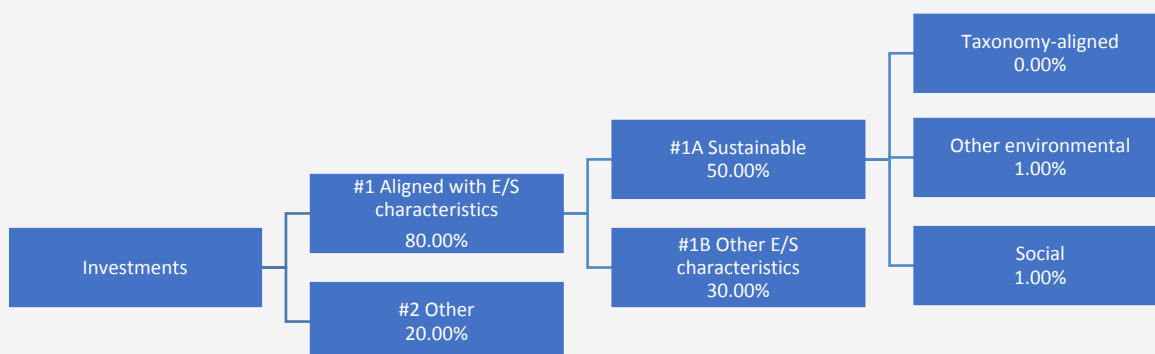 Investments
#1 Aligned with E/S
characteristics
80.00%
#2 Other
20.00%
#1A Sustainable
50.00%
#1B Other E/S
characteristics
30.00%
Taxonomy-aligned
0.00%
Other environmental
1.00%
Social
1.00%